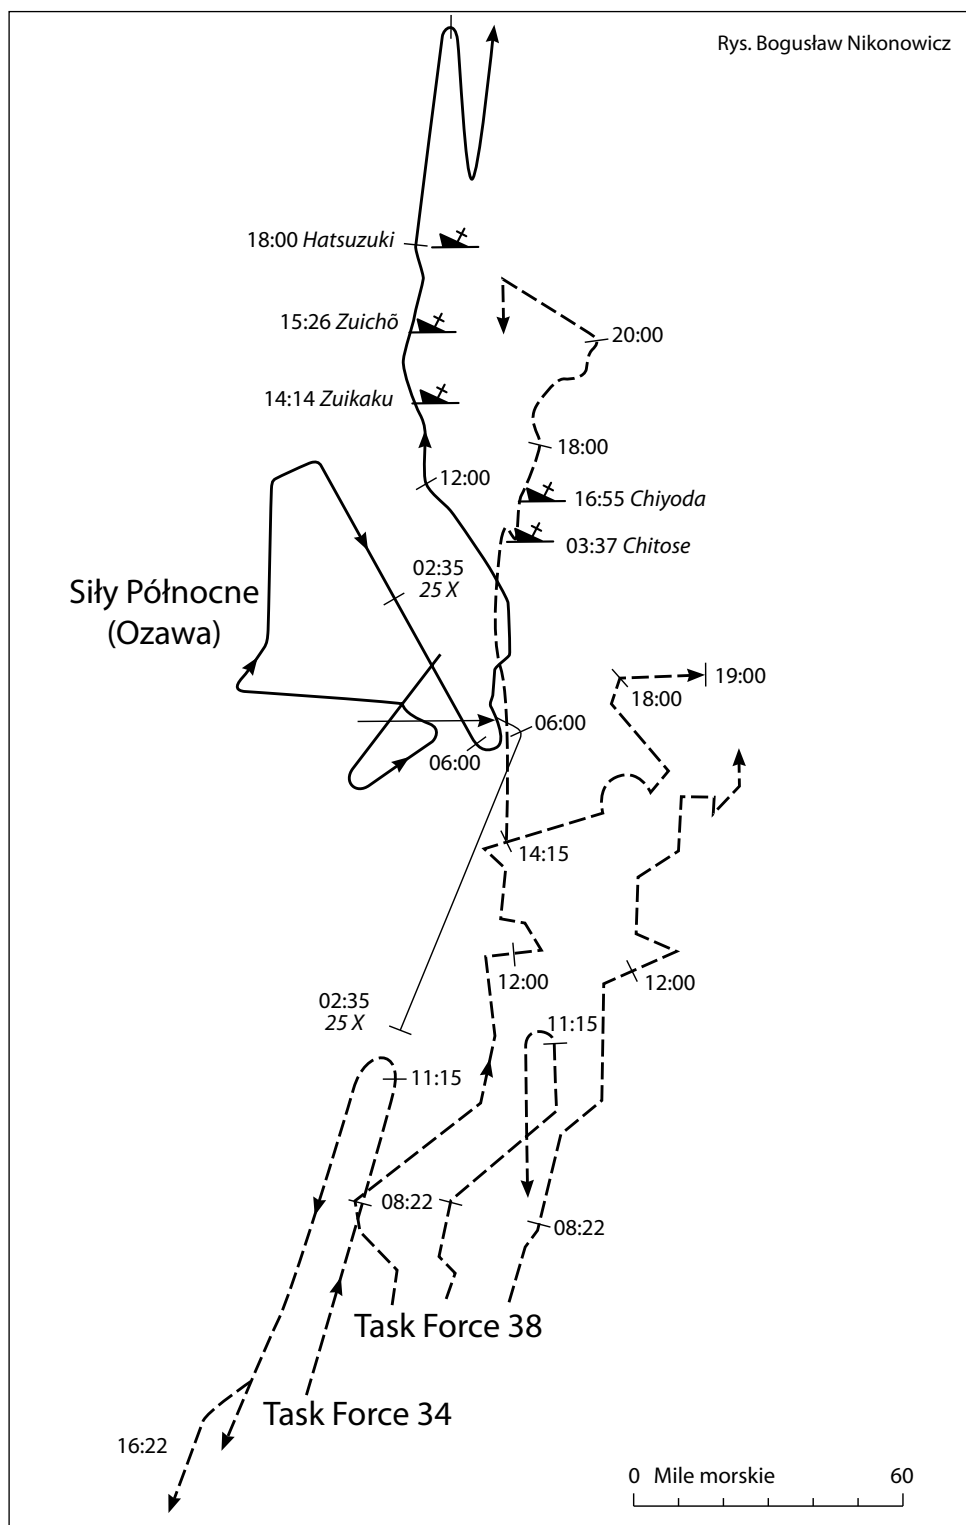 Rys. Bogusław Nikonowicz
18:00 Hatsuzuki
15:26 Zuichõ
20:00
14:14 Zuikaku
18:00
12:00
16:55 Chiyoda
03:37 Chitose
02:35
25 X
Siły Północne
(Ozawa)
19:00
18:00
06:00
06:00
14:15
12:00
12:00
02:35
25 X
11:15
11:15
08:22
08:22
Task Force 38
Task Force 34
16:22
0 Mile morskie 60